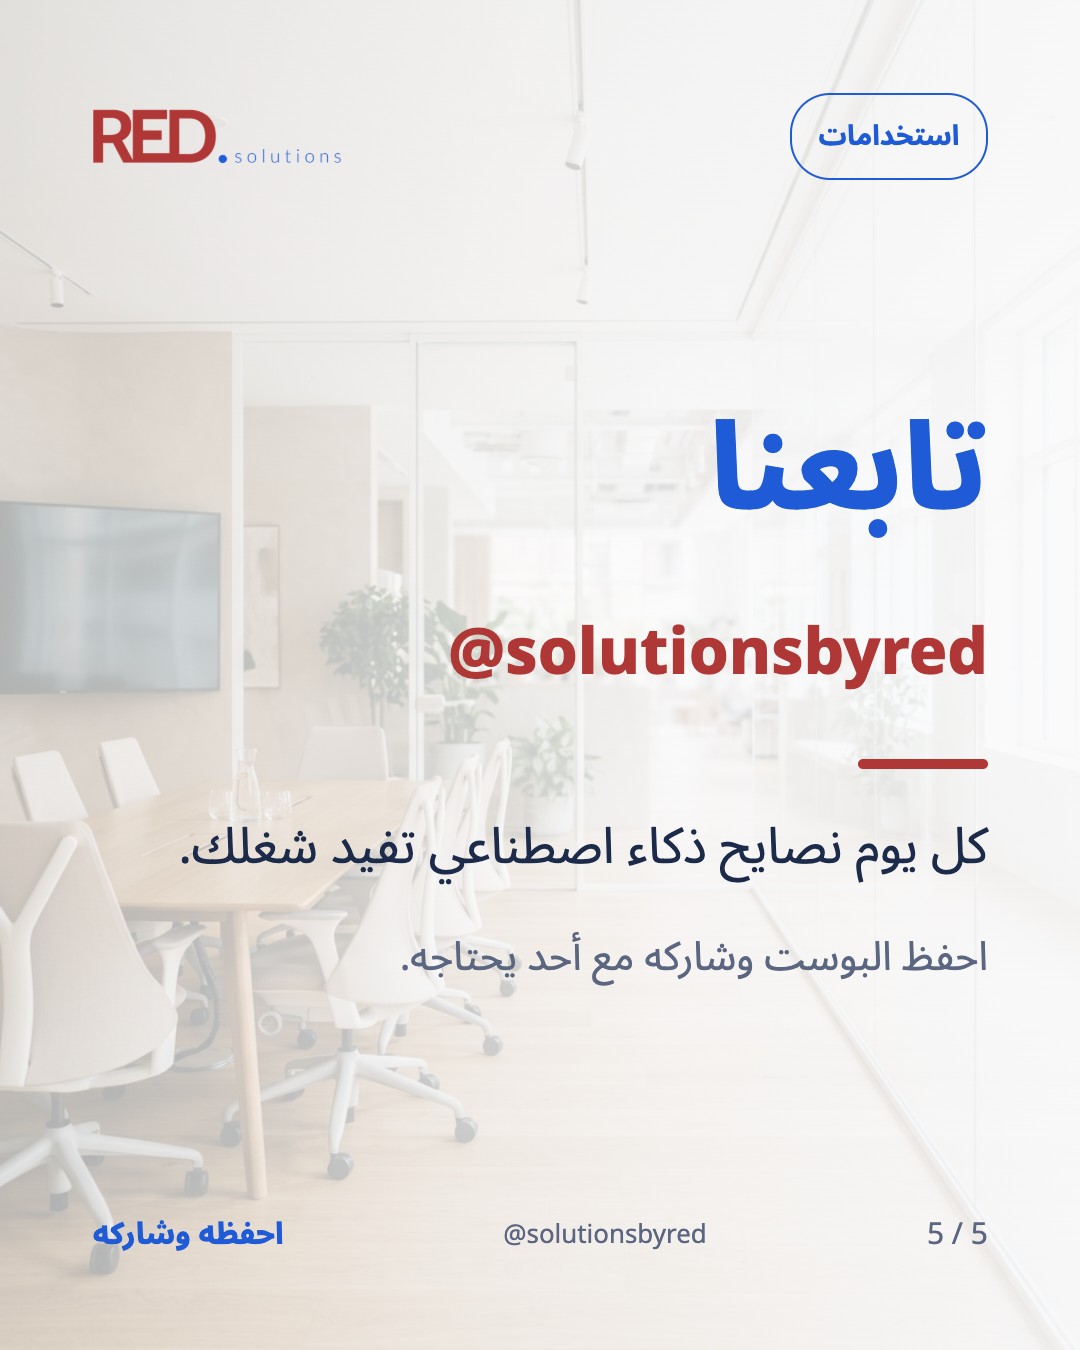 RED.solutions
استخدامات
تابعنا
@solutionsbyred
كل يوم نصايح ذكاء اصطناعي تفيد شغلك.
احفظ البوست وشاركه مع أحد يحتاجه.
5 / 5
@solutionsbyred
احفظه وشاركه